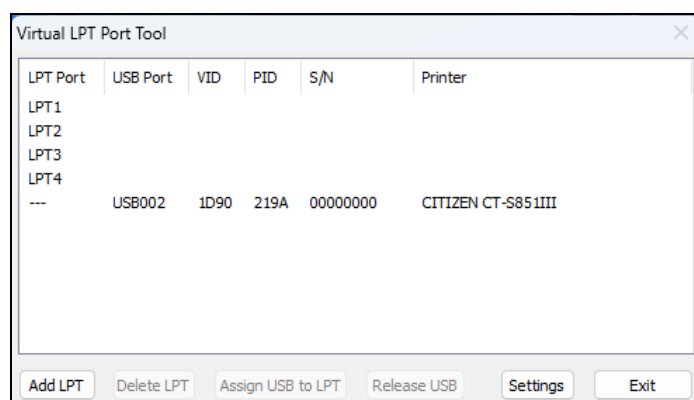 Virtual LPT Port Tool
LPT Port USB Port VID PID S/N Printer
LPT1
LPT2
LPT3
LPT4
--- USB002 1D90 219A 00000000 CITIZEN CT-S851III
Add LPT Delete LPT Assign USB to LPT Release USB Settings Exit